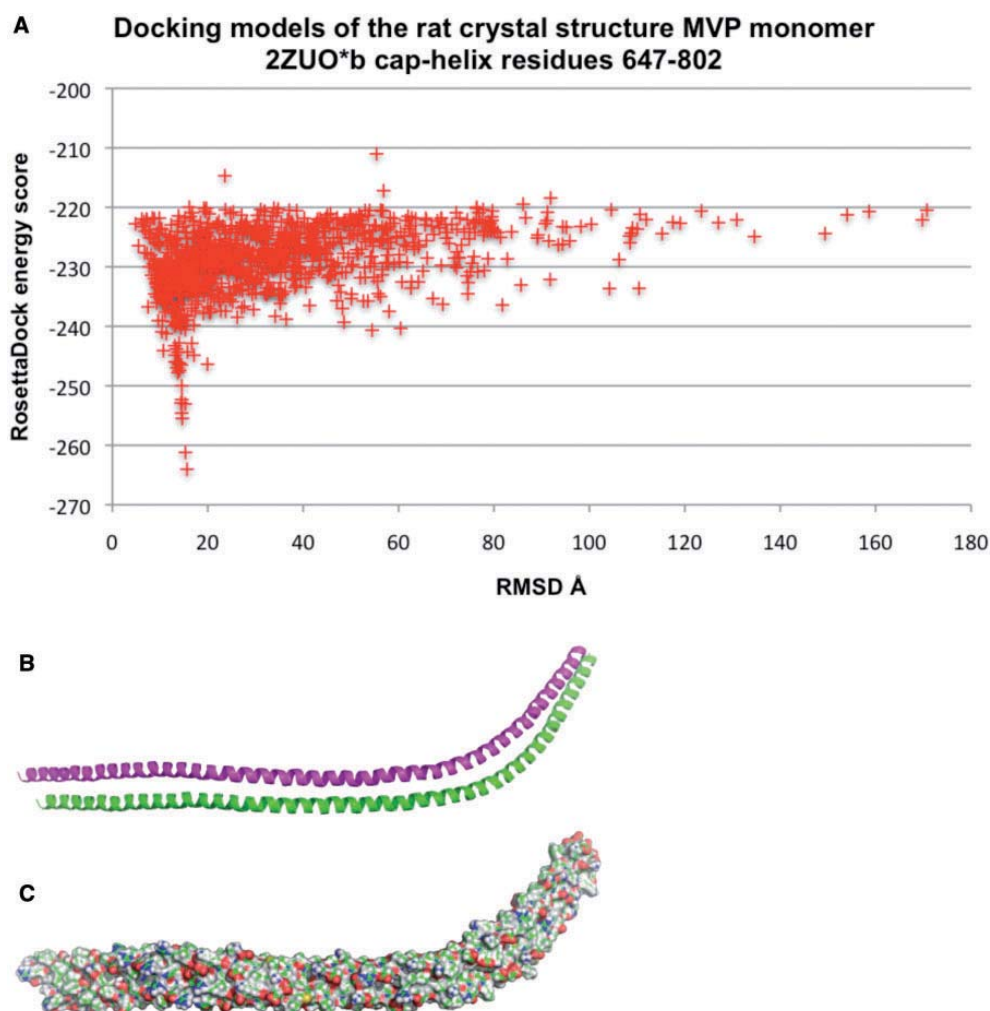 A
Docking models of the rat crystal structure MVP monomer
2ZUO*b cap-helix residues 647-802
RosettaDock energy score
-200
-210
-220
-230
-240
-250
-260
-270
0 20 40 60 80 100 120 140 160 180
RMSD Å
B
C